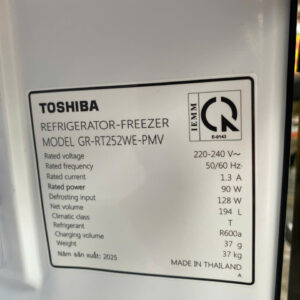 TOSHIBA
REFRIGERATOR-FREEZER
MODEL GR-RT252WE-PMV
IEMM
E-0143
Rated voltage 220-240 V~
Rated frequency 50/60 Hz
Rated current 1.3 A
Rated power 90 W
Defrosting input 128 W
Net volume 194 L
Climatic class T
Refrigerant R600a
Charging volume 37 g
Weight 37 kg
Năm sản xuất: 2025 MADE IN THAILAND